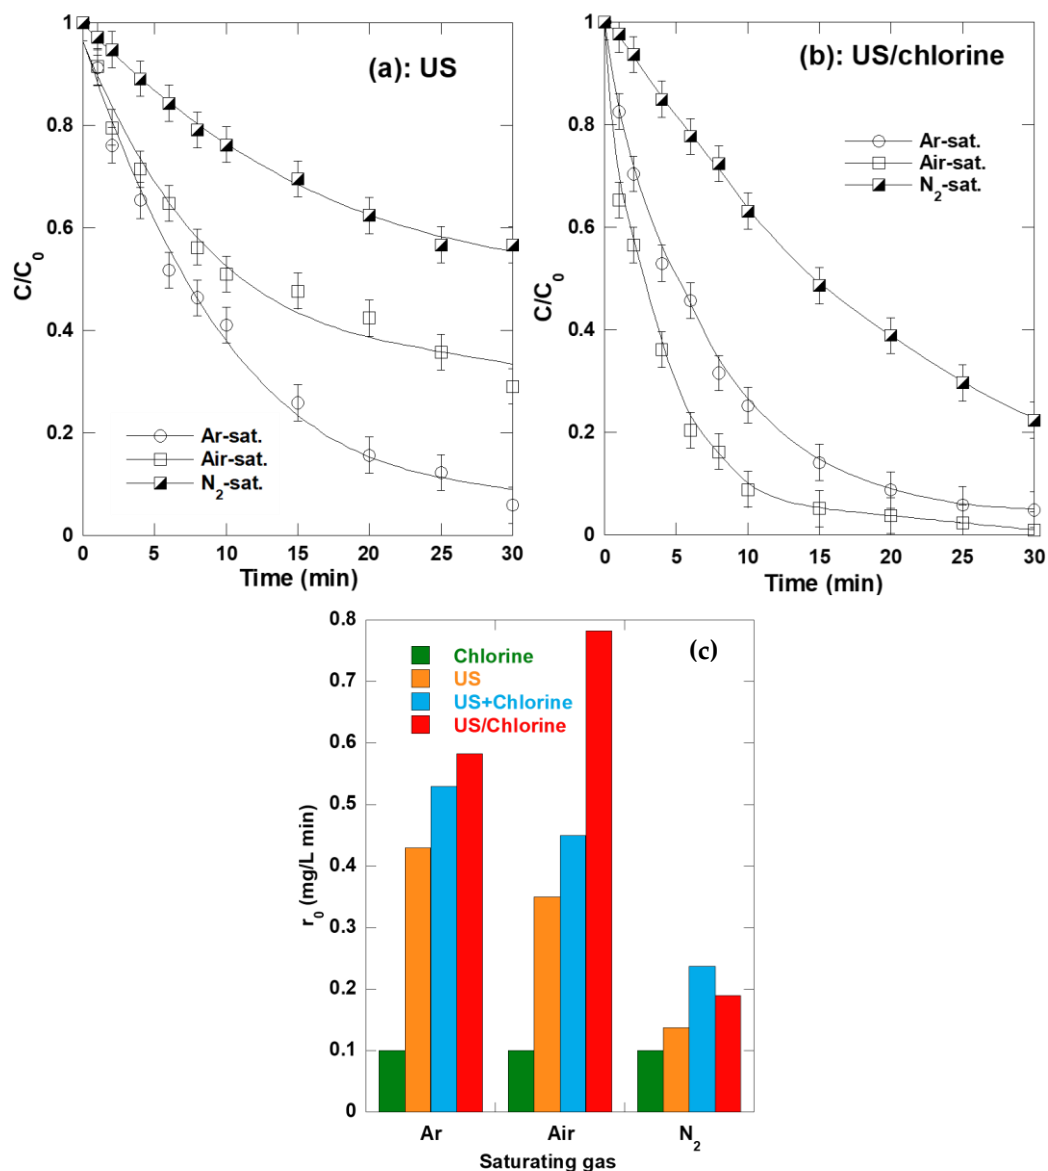 (a): US
C/C0
1
0.8
0.6
0.4
0.2
0
Ar-sat.
Air-sat.
N2-sat.
0 5 10 15 20 25 30
Time (min)
(b): US/chlorine
C/C0
1
0.8
0.6
0.4
0.2
0
Ar-sat.
Air-sat.
N2-sat.
0 5 10 15 20 25 30
Time (min)
(c)
r0 (mg/L min)
0.8
0.7
0.6
0.5
0.4
0.3
0.2
0.1
0
Chlorine
US
US+Chlorine
US/Chlorine
Ar Air N2
Saturating gas